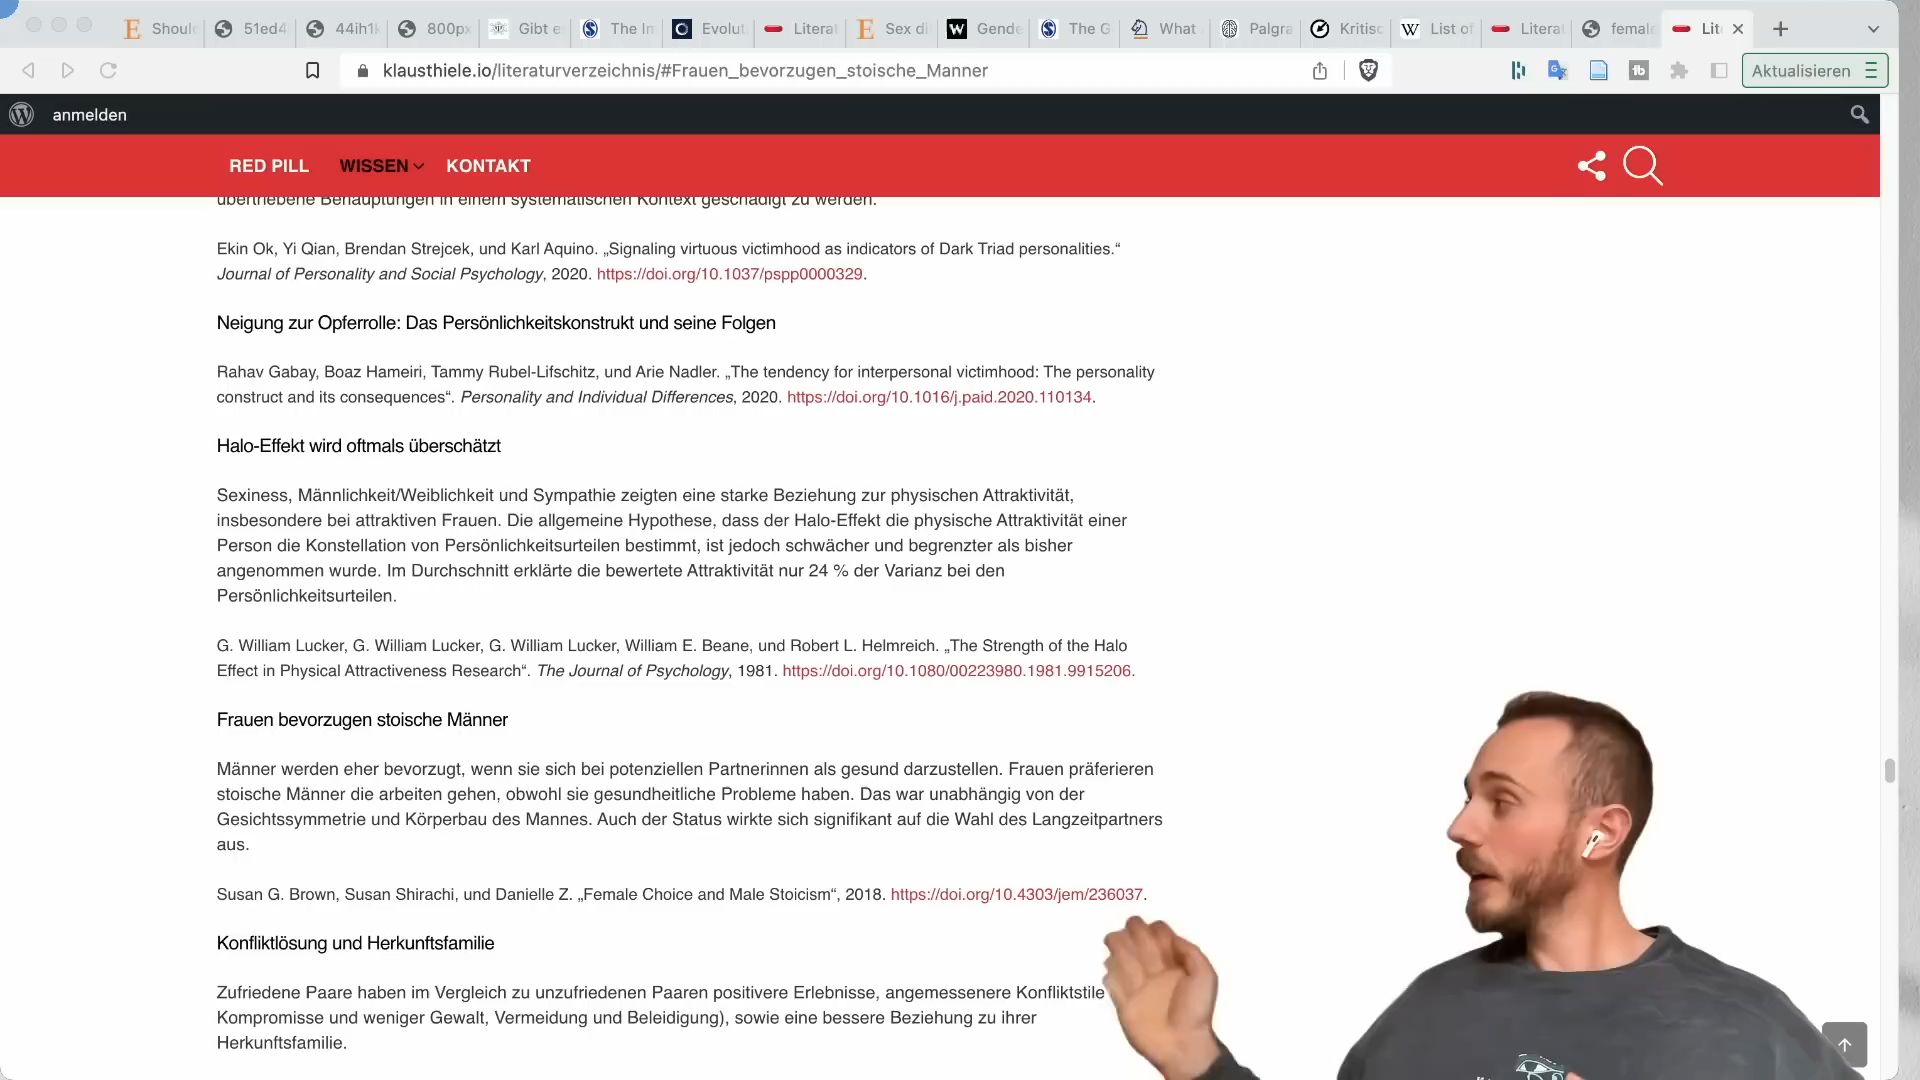 Should
51ed4
44ih1
800px
Gibt e
The Im
Evolut
Literat
Sex di
Gende
The G
What
Palgra
Kritisc
List of
Literat
female
Lit
klausthiele.io/literaturverzeichnis/#Frauen_bevorzugen_stoische_Manner
Aktualisieren
anmelden
RED PILL
WISSEN
KONTAKT
übertriebene Behauptungen in einem systematischen Kontext geschädigt zu werden.
Ekin Ok, Yi Qian, Brendan Strejcek, und Karl Aquino. „Signaling virtuous victimhood as indicators of Dark Triad personalities.“
Journal of Personality and Social Psychology, 2020. https://doi.org/10.1037/pspp0000329.
Neigung zur Opferrolle: Das Persönlichkeitskonstrukt und seine Folgen
Rahav Gabay, Boaz Hameiri, Tammy Rubel-Lifschitz, und Arie Nadler. „The tendency for interpersonal victimhood: The personality
construct and its consequences“. Personality and Individual Differences, 2020. https://doi.org/10.1016/j.paid.2020.110134.
Halo-Effekt wird oftmals überschätzt
Sexiness, Männlichkeit/Weiblichkeit und Sympathie zeigten eine starke Beziehung zur physischen Attraktivität,
insbesondere bei attraktiven Frauen. Die allgemeine Hypothese, dass der Halo-Effekt die physische Attraktivität einer
Person die Konstellation von Persönlichkeitsurteilen bestimmt, ist jedoch schwächer und begrenzter als bisher
angenommen wurde. Im Durchschnitt erklärte die bewertete Attraktivität nur 24 % der Varianz bei den
Persönlichkeitsurteilen.
G. William Lucker, G. William Lucker, G. William Lucker, William E. Beane, und Robert L. Helmreich. „The Strength of the Halo
Effect in Physical Attractiveness Research“. The Journal of Psychology, 1981. https://doi.org/10.1080/00223980.1981.9915206.
Frauen bevorzugen stoische Männer
Männer werden eher bevorzugt, wenn sie sich bei potenziellen Partnerinnen als gesund darzustellen. Frauen präferieren
stoische Männer die arbeiten gehen, obwohl sie gesundheitliche Probleme haben. Das war unabhängig von der
Gesichtssymmetrie und Körperbau des Mannes. Auch der Status wirkte sich signifikant auf die Wahl des Langzeitpartners
aus.
Susan G. Brown, Susan Shirachi, und Danielle Z. „Female Choice and Male Stoicism“, 2018. https://doi.org/10.4303/jem/236037.
Konfliktlösung und Herkunftsfamilie
Zufriedene Paare haben im Vergleich zu unzufriedenen Paaren positivere Erlebnisse, angemessenere Konfliktstile
Kompromisse und weniger Gewalt, Vermeidung und Beleidigung), sowie eine bessere Beziehung zu ihrer
Herkunftsfamilie.